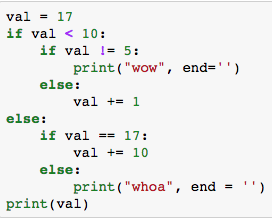 val = 17
if val < 10:
    if val != 5:
        print("wow", end='')
    else:
        val += 1
else:
    if val == 17:
        val += 10
    else:
        print("whoa", end = '')
print(val)